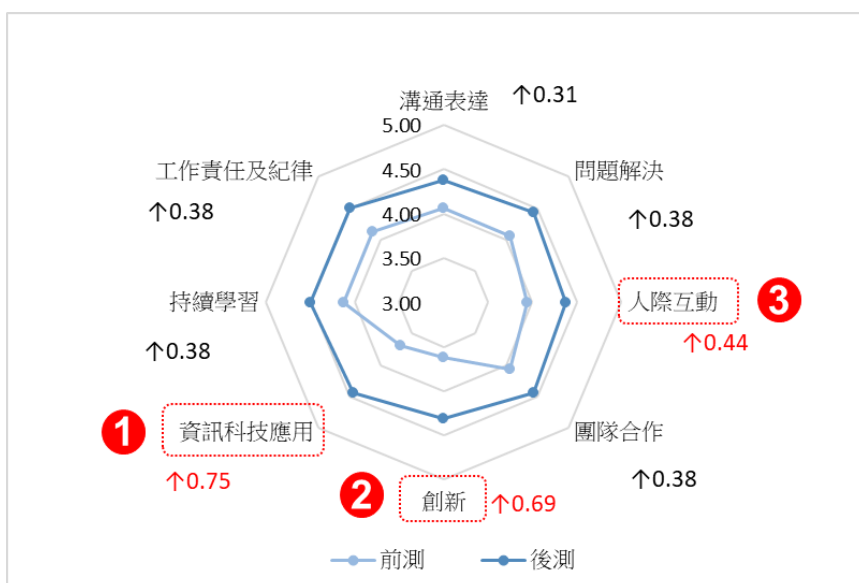 溝通表達 ↑0.31
5.00
工作責任及紀律 4.50 問題解決
↑0.38 4.00 ↑0.38
3.50
持續學習 3.00 人際互動 3
↑0.38 ↑0.44
1 資訊科技應用 團隊合作
↑0.75 ↑0.38
2 創新 ↑0.69
前測 後測